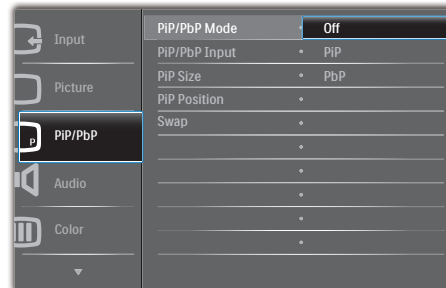 Input
Picture
P
PiP/PbP
Audio
Color
PiP/PbP Mode
PiP/PbP Input
PiP Size
PiP Position
Swap
Off
PiP
PbP